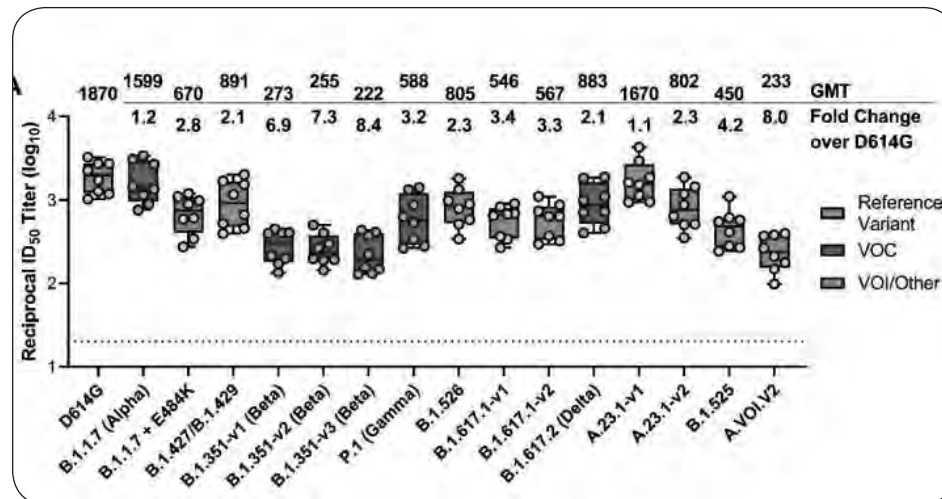 A
1870 1599 670 891 273 255 222 588 805 546 567 883 1670 802 450 233 GMT
1.2 2.8 2.1 6.9 7.3 8.4 3.2 2.3 3.4 3.3 2.1 1.1 2.3 4.2 8.0 Fold Change
over D614G
Reciprocal ID50 Titer (log10)
4
3
2
1
Reference
Variant
VOC
VOI/Other
D614G
B.1.1.7 (Alpha)
B.1.1.7 + E484K
B.1.427/B.1.429
B.1.351-v1 (Beta)
B.1.351-v2 (Beta)
B.1.351-v3 (Beta)
P.1 (Gamma)
B.1.526
B.1.617.1-v1
B.1.617.1-v2
B.1.617.2 (Delta)
A.23.1-v1
A.23.1-v2
B.1.525
A.VOI.V2